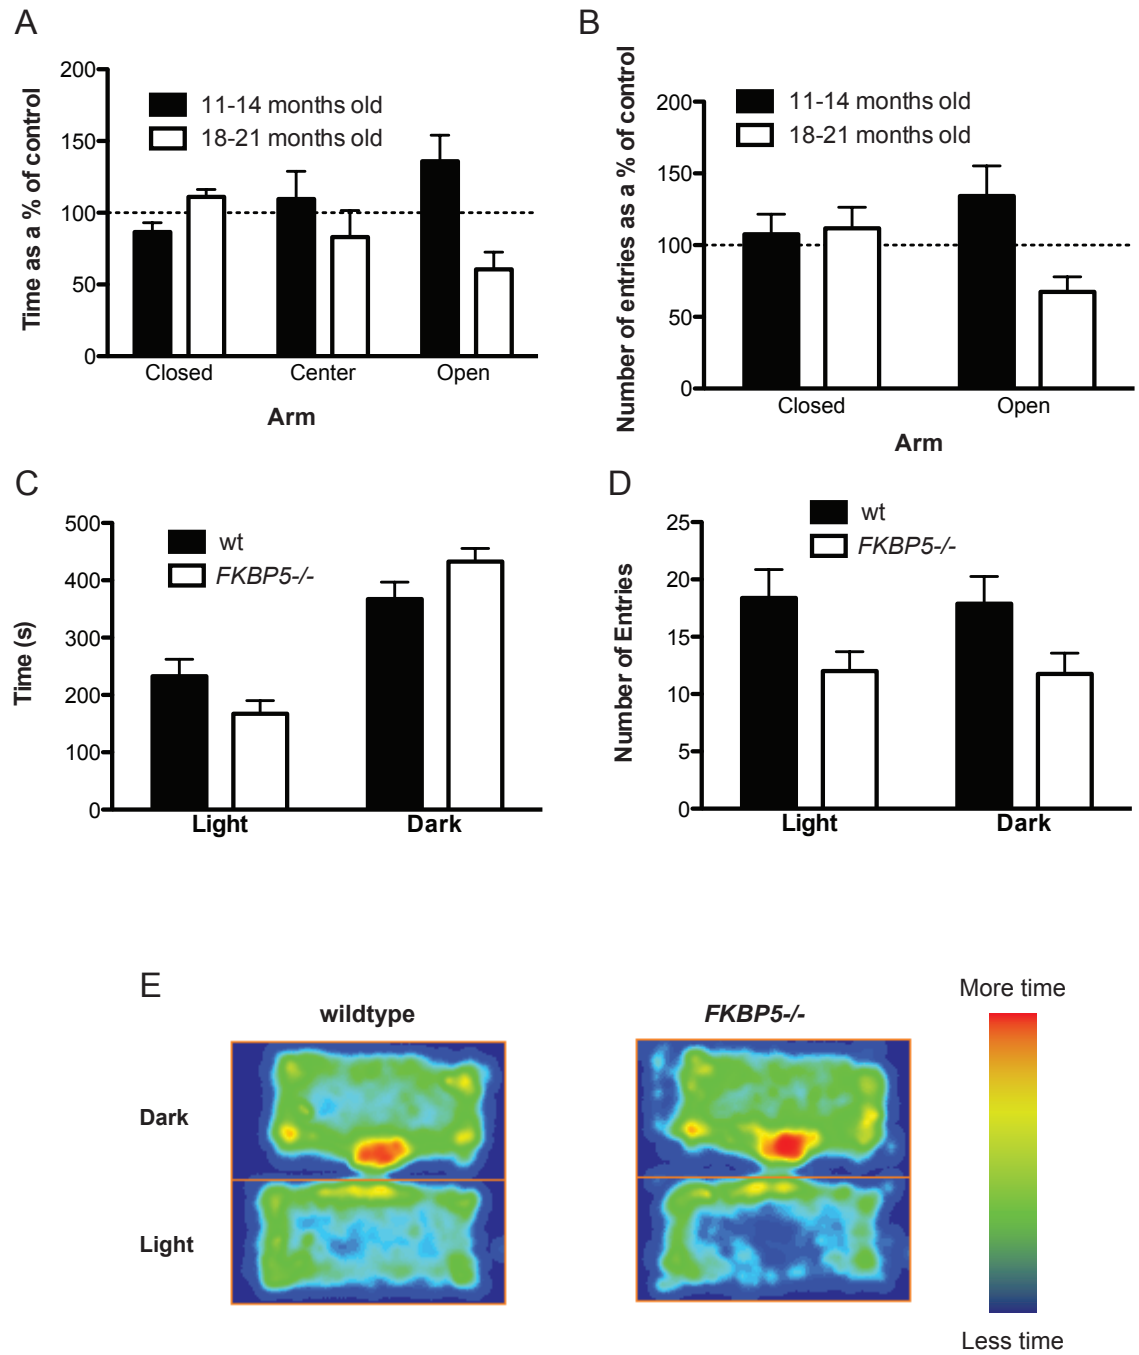 A
Time as a % of control
200
150
100
50
0
11-14 months old
18-21 months old
Closed
Center
Open
Arm
B
Number of entries as a % of control
200
150
100
50
0
11-14 months old
18-21 months old
Closed
Open
Arm
C
Time (s)
500
400
300
200
100
0
wt
FKBP5-/-
Light
Dark
D
Number of Entries
25
20
15
10
5
0
wt
FKBP5-/-
Light
Dark
E
wildtype
FKBP5-/-
Dark
Light
More time
Less time